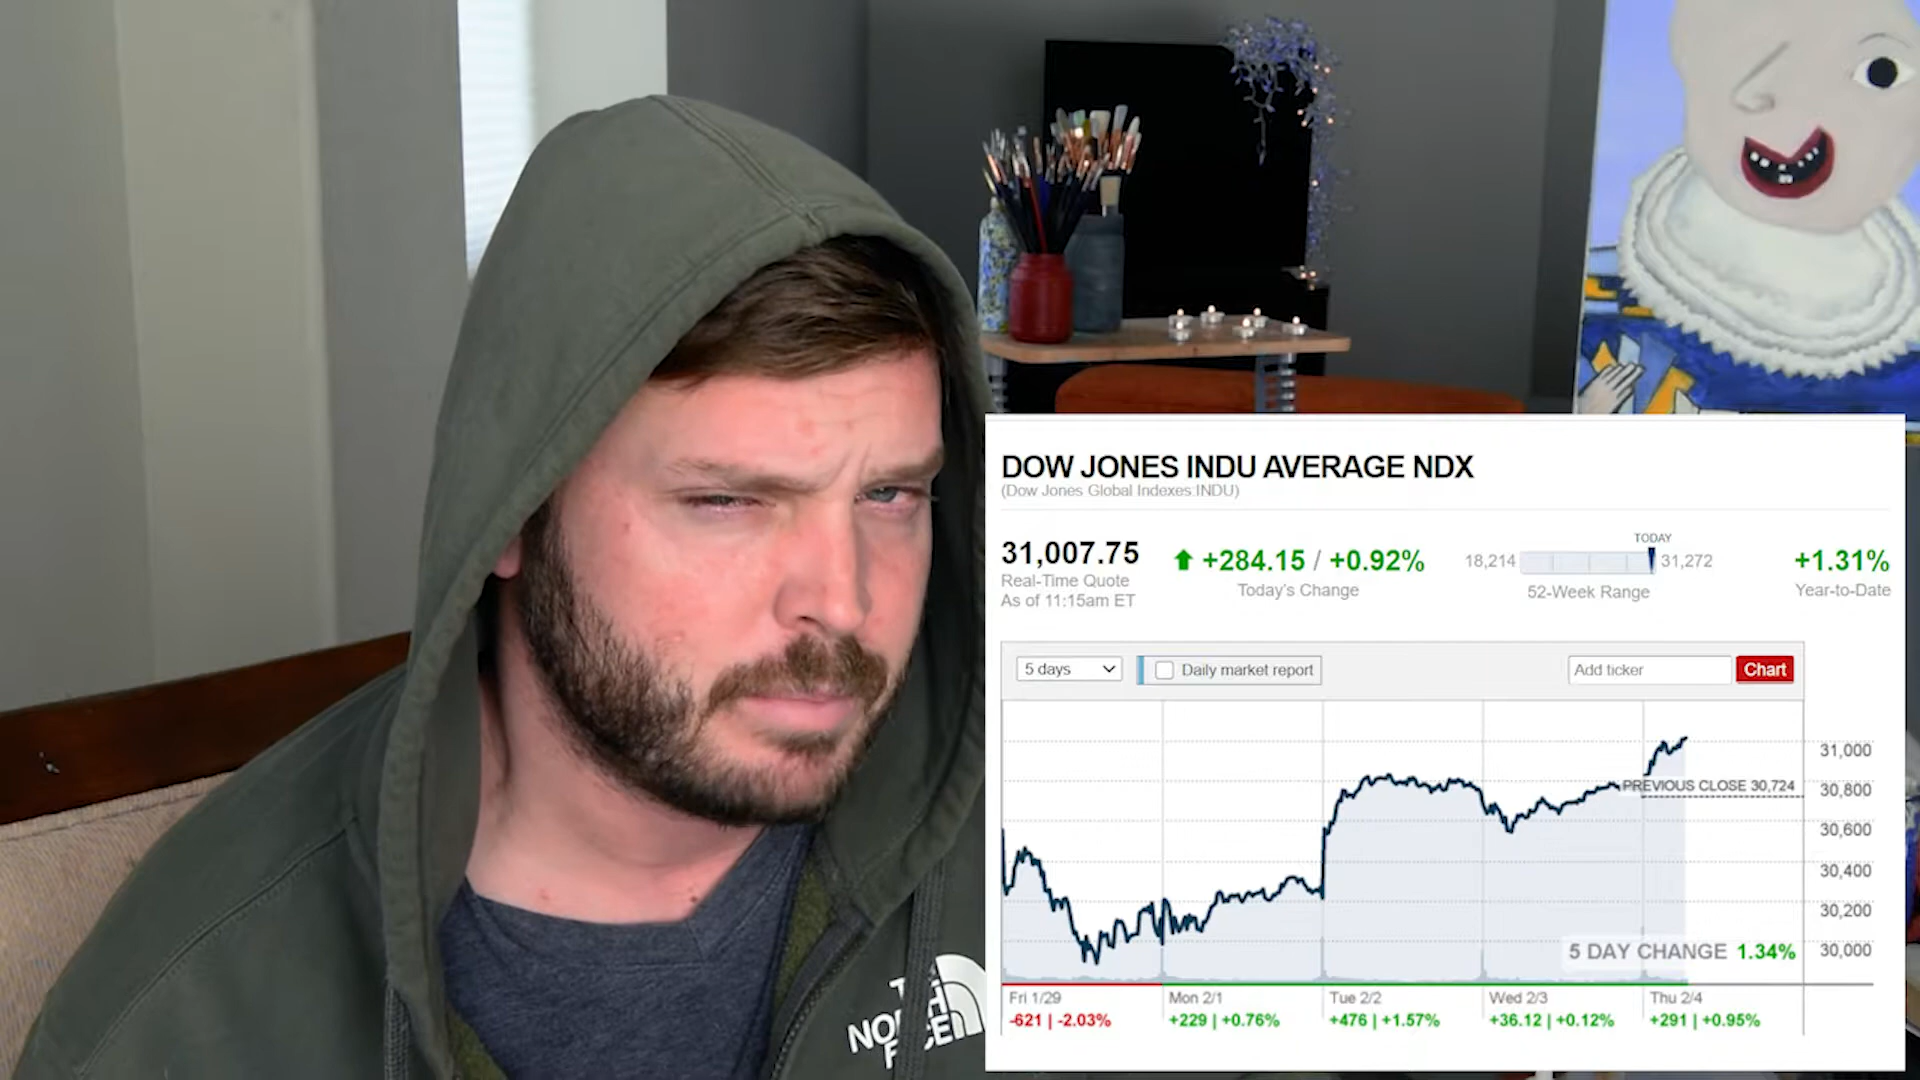 DOW JONES INDU AVERAGE NDX
(Dow Jones Global Indexes:INDU)
31,007.75
Real-Time Quote
As of 11:15am ET
+284.15 / +0.92%
Today's Change
TODAY
18,214 31,272
52-Week Range
+1.31%
Year-to-Date
5 days
Daily market report
Add ticker
Chart
31,000
PREVIOUS CLOSE 30,724
30,800
30,600
30,400
30,200
30,000
5 DAY CHANGE 1.34%
Fri 1/29 Mon 2/1 Tue 2/2 Wed 2/3 Thu 2/4
-621 | -2.03% +229 | +0.76% +476 | +1.57% +36.12 | +0.12% +291 | +0.95%
THE
NORTH
FACE